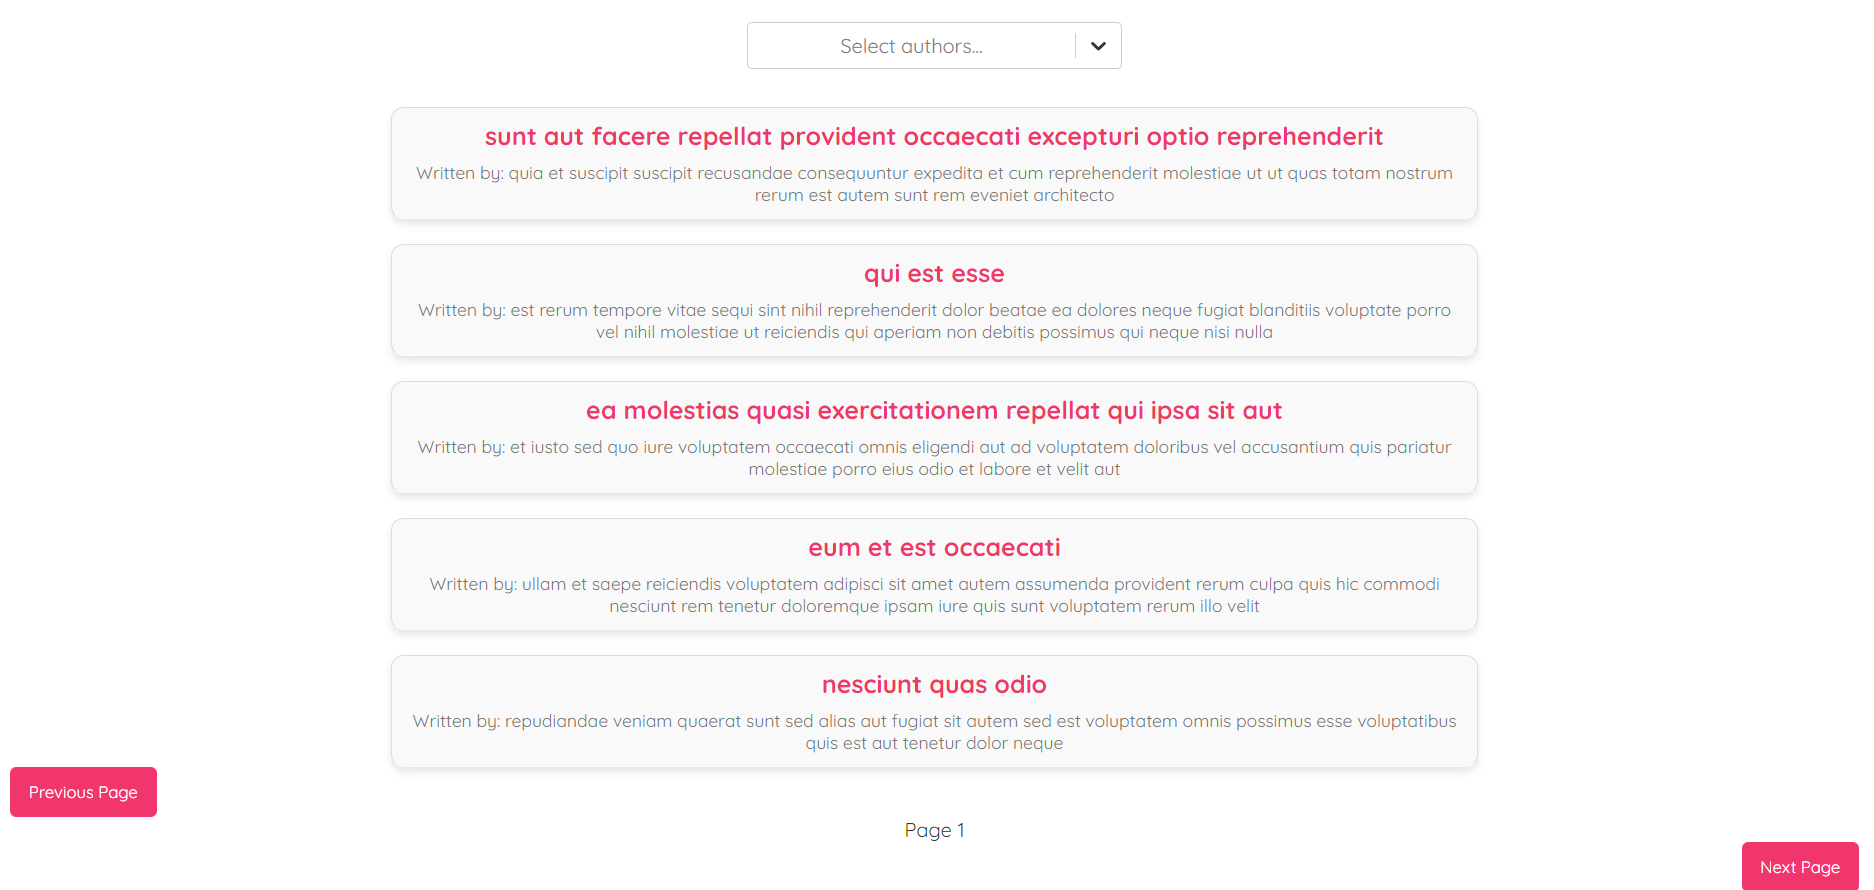 Select authors...
sunt aut facere repellat provident occaecati excepturi optio reprehenderit
Written by: quia et suscipit suscipit recusandae consequuntur expedita et cum reprehenderit molestiae ut ut quas totam nostrum
rerum est autem sunt rem eveniet architecto
qui est esse
Written by: est rerum tempore vitae sequi sint nihil reprehenderit dolor beatae ea dolores neque fugiat blanditiis voluptate porro
vel nihil molestiae ut reiciendis qui aperiam non debitis possimus qui neque nisi nulla
ea molestias quasi exercitationem repellat qui ipsa sit aut
Written by: et iusto sed quo iure voluptatem occaecati omnis eligendi aut ad voluptatem doloribus vel accusantium quis pariatur
molestiae porro eius odio et labore et velit aut
eum et est occaecati
Written by: ullam et saepe reiciendis voluptatem adipisci sit amet autem assumenda provident rerum culpa quis hic commodi
nesciunt rem tenetur doloremque ipsam iure quis sunt voluptatem rerum illo velit
nesciunt quas odio
Written by: repudiandae veniam quaerat sunt sed alias aut fugiat sit autem sed est voluptatem omnis possimus esse voluptatibus
quis est aut tenetur dolor neque
Previous Page
Page 1
Next Page